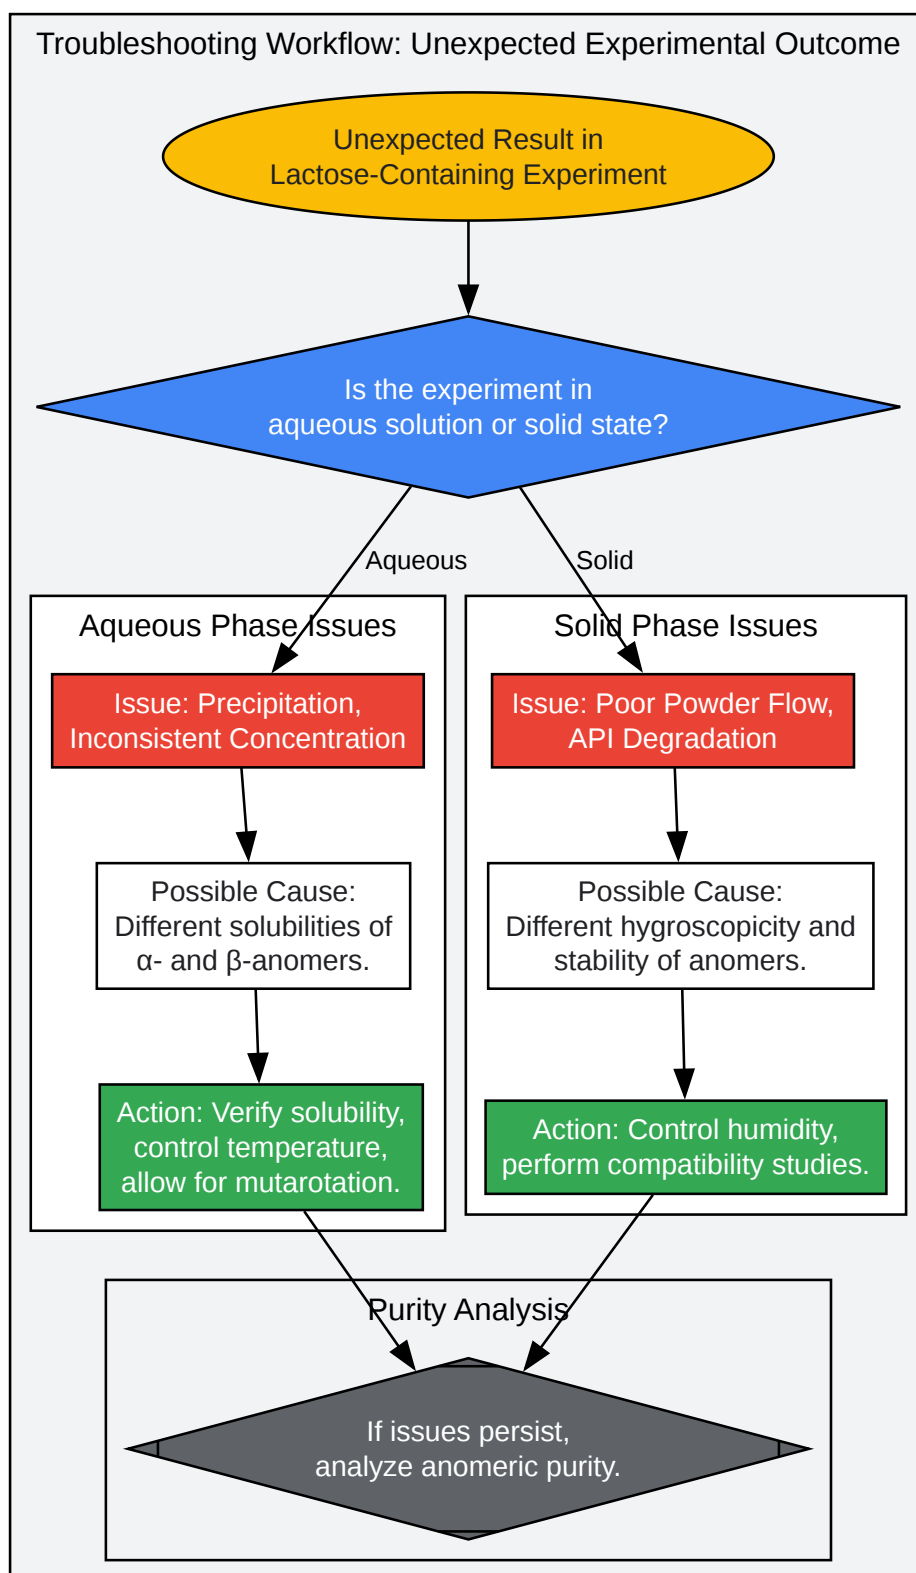 Troubleshooting Workflow: Unexpected Experimental Outcome
Unexpected Result in
Lactose-Containing Experiment
Is the experiment in
aqueous solution or solid state?
Aqueous
Solid
Aqueous Phase Issues
Issue: Precipitation,
Inconsistent Concentration
Possible Cause:
Different solubilities of
α- and β-anomers.
Action: Verify solubility,
control temperature,
allow for mutarotation.
Solid Phase Issues
Issue: Poor Powder Flow,
API Degradation
Possible Cause:
Different hygroscopicity and
stability of anomers.
Action: Control humidity,
perform compatibility studies.
Purity Analysis
If issues persist,
analyze anomeric purity.